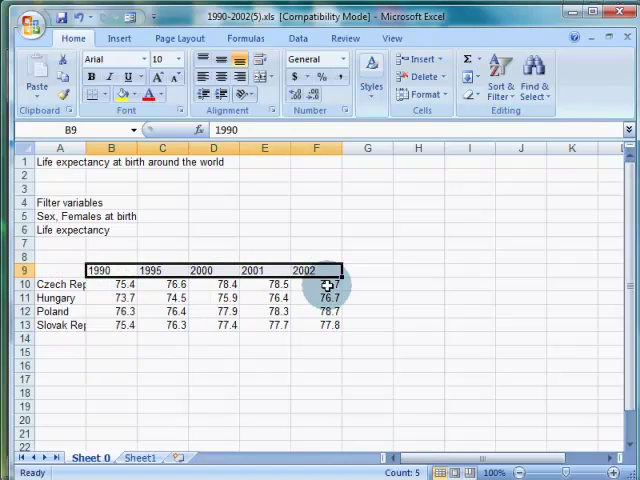 1990-2002(5).xls [Compatibility Mode] - Microsoft Excel
Home Insert Page Layout Formulas Data Review View
Paste
Clipboard
Arial 10
B I U A A
A
Font
Alignment
General
$ % ,
Number
Styles
Insert
Delete
Format
Cells
Σ
Sort & Filter
Find & Select
Editing
B9 fx 1990
A B C D E F G H I J K L
1 Life expectancy at birth around the world
2
3
4 Filter variables
5 Sex, Females at birth
6 Life expectancy
7
8
9 1990 1995 2000 2001 2002
10 Czech Rep 75.4 76.6 78.4 78.5
11 Hungary 73.7 74.5 75.9 76.4 76.7
12 Poland 76.3 76.4 77.9 78.3 78.7
13 Slovak Rep 75.4 76.3 77.4 77.7 77.8
14
15
16
17
18
19
20
21
22
Sheet 0 Sheet1
Ready Count: 5 100%